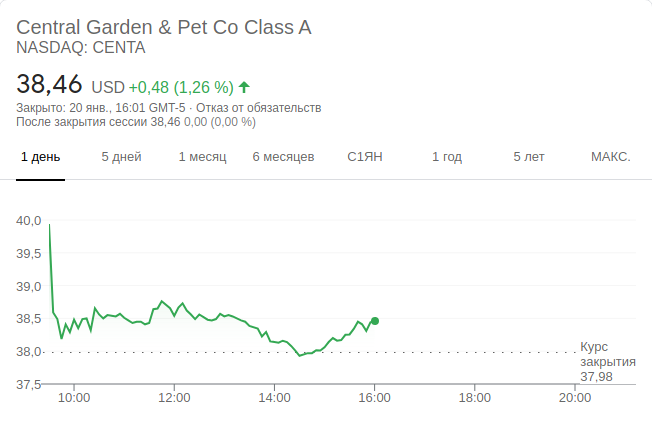 Central Garden & Pet Co Class A
NASDAQ: CENTA
38,46 USD +0,48 (1,26 %)
Закрыто: 20 янв., 16:01 GMT-5 · Отказ от обязательств
После закрытия сессии 38,46 0,00 (0,00 %)
1 день 5 дней 1 месяц 6 месяцев С1ЯН 1 год 5 лет МАКС.
40,0
39,5
39,0
38,5
38,0
37,5
Курс
закрытия
37,98
10:00 12:00 14:00 16:00 18:00 20:00